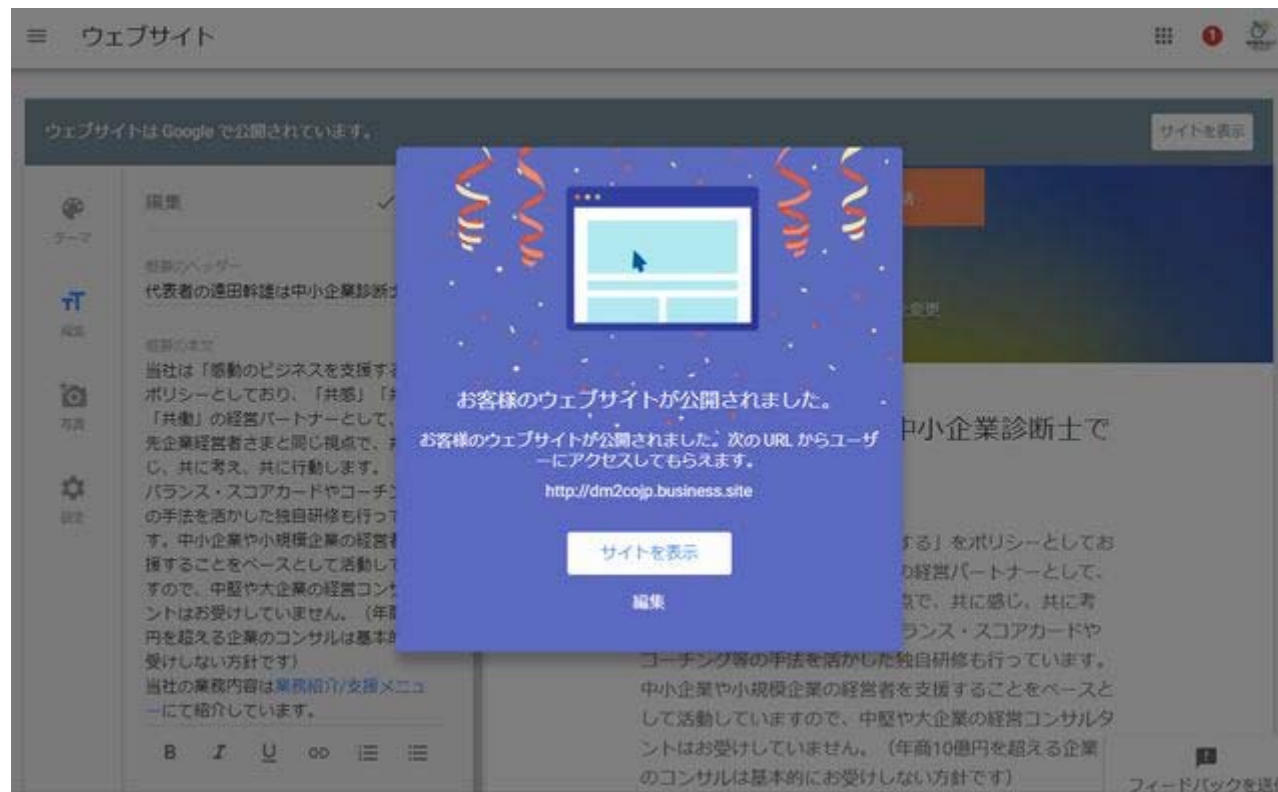 ウェブサイト
1
ウェブサイトは Google で公開されています。
サイトを表示
テーマ
編集
写真
設定
編集
概要のヘッダー
代表者の遠田幹雄は中小企業診断士
概要の本文
当社は「感動のビジネスを支援する
ポリシーとしており、「共感」「共
「共働」の経営パートナーとして、
先企業経営者さまと同じ視点で、共
じ、共に考え、共に行動します。
バランス・スコアカードやコーチン
の手法を活かした独自研修も行って
す。中小企業や小規模企業の経営者
援することをベースとして活動して
すので、中堅や大企業の経営コンサ
ントはお受けしていません。（年商
円を超える企業のコンサルは基本的
受けしない方針です）
当社の業務内容は業務紹介/支援メニュ
ーにて紹介しています。
B I U
お客様のウェブサイトが公開されました。
お客様のウェブサイトが公開されました。次の URL からユーザ
ーにアクセスしてもらえます。
http://dm2cojp.business.site
サイトを表示
編集
変更
中小企業診断士で
する」をポリシーとしてお
の経営パートナーとして、
点で、共に感じ、共に考
ランス・スコアカードや
コーチング等の手法を活かした独自研修も行っています。
中小企業や小規模企業の経営者を支援することをベースと
して活動していますので、中堅や大企業の経営コンサルタ
ントはお受けしていません。（年商10億円を超える企業
のコンサルは基本的にお受けしない方針です）
フィードバックを送信